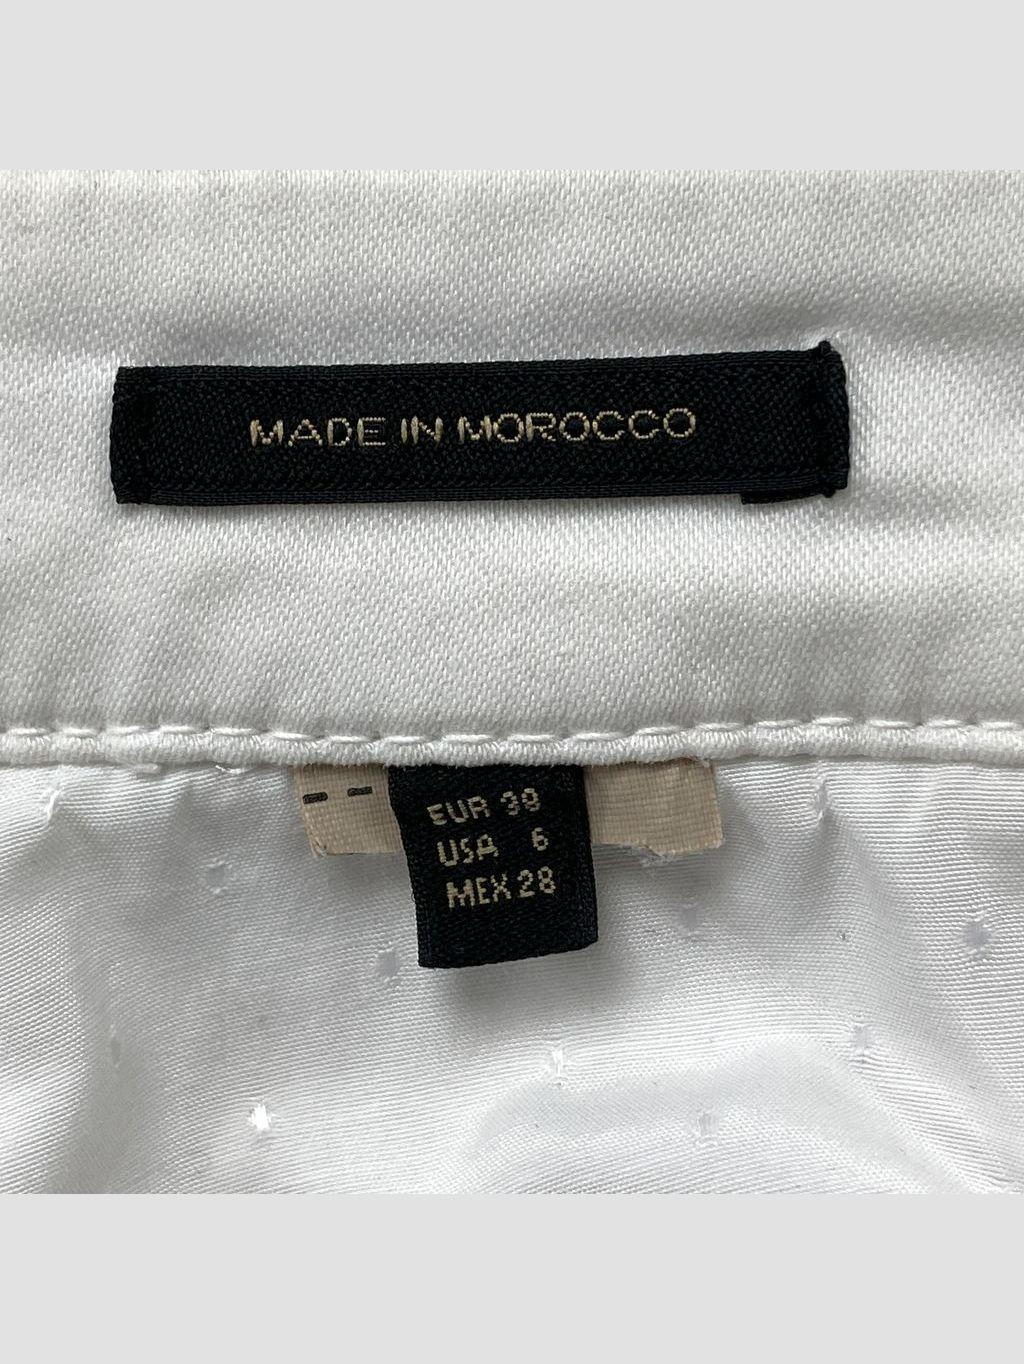 MADE IN MOROCCO
EUR 38
USA 6
MEX 28